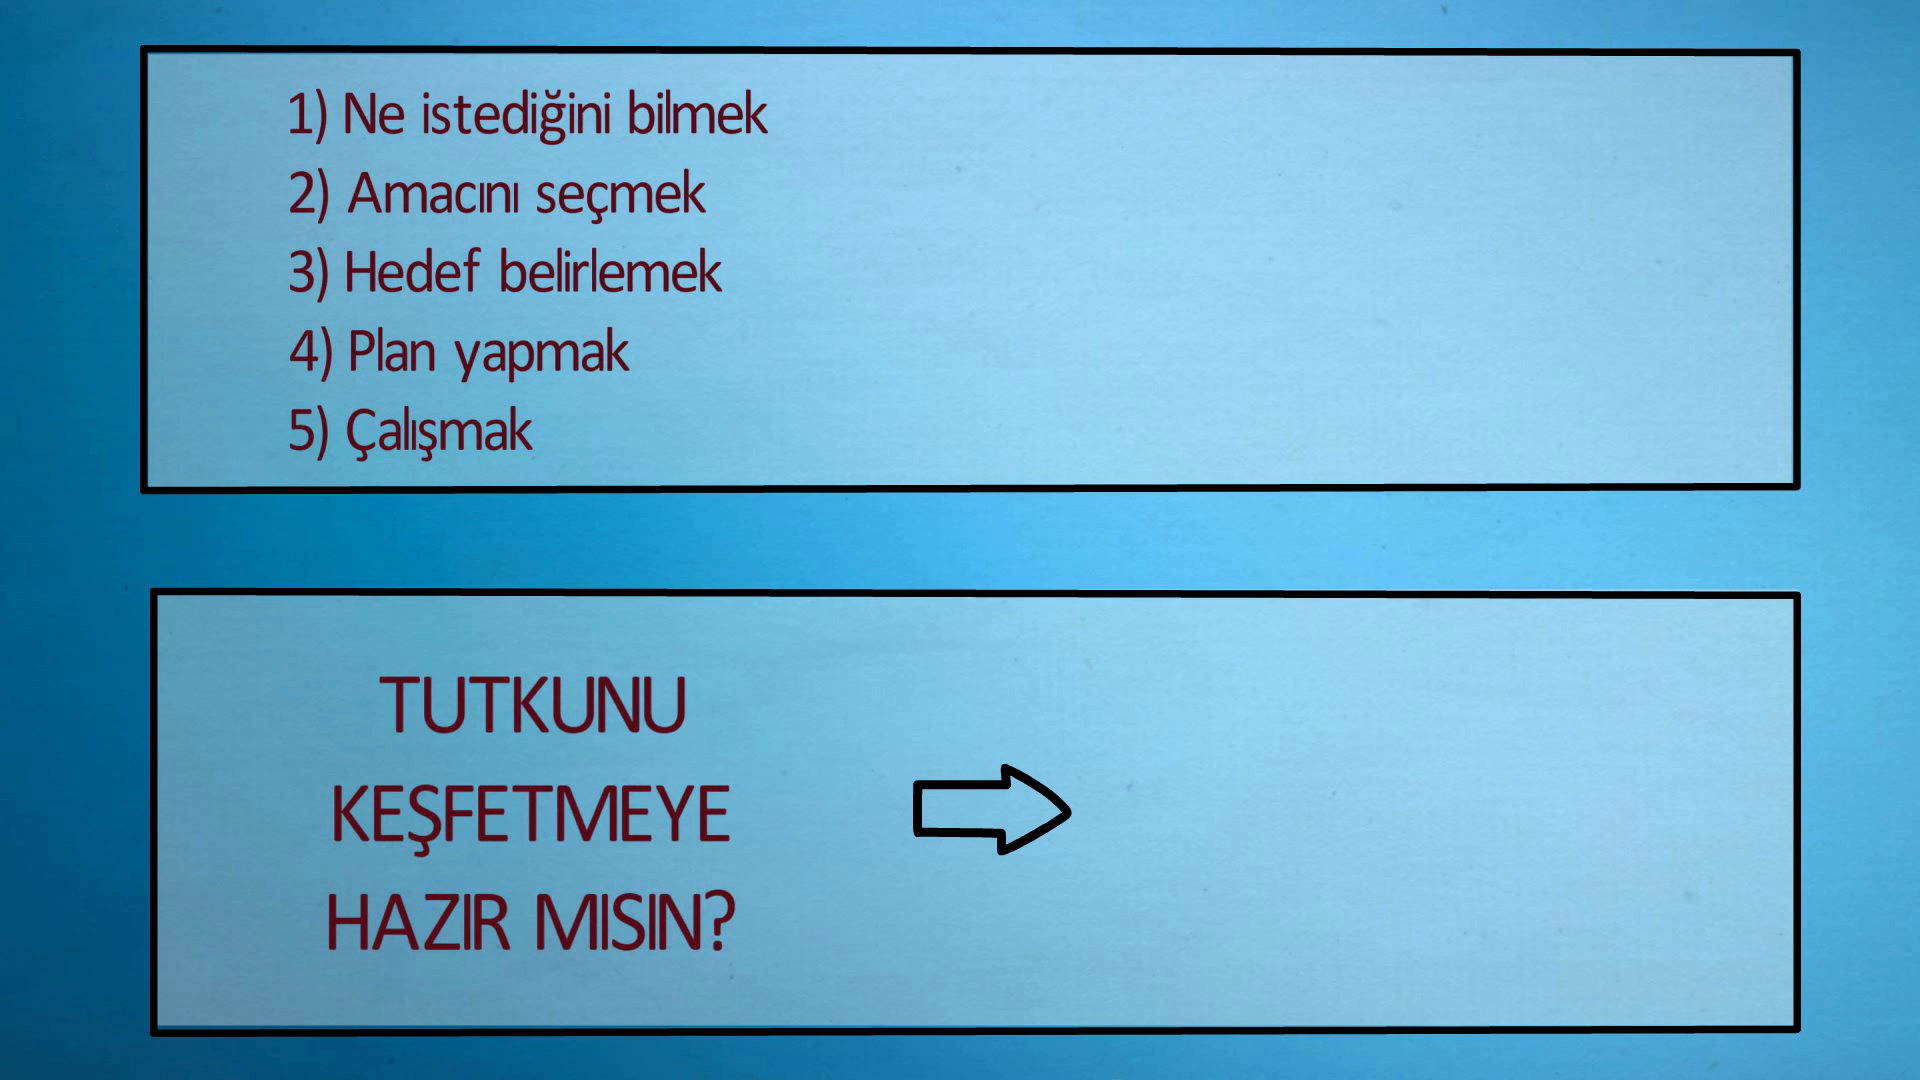 1) Ne istediğini bilmek
2) Amacını seçmek
3) Hedef belirlemek
4) Plan yapmak
5) Çalışmak
TUTKUNU
KEŞFETMEYE
HAZIR MISIN?